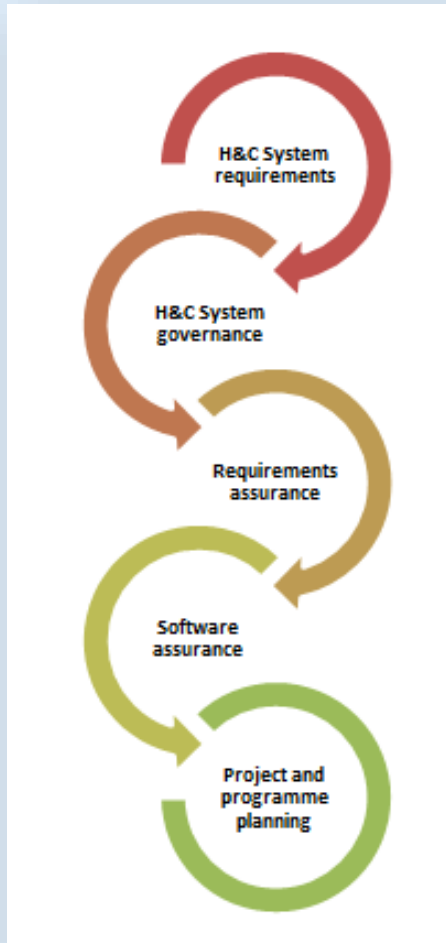 H&C System
requirements
H&C System
governance
Requirements
assurance
Software
assurance
Project and
programme
planning